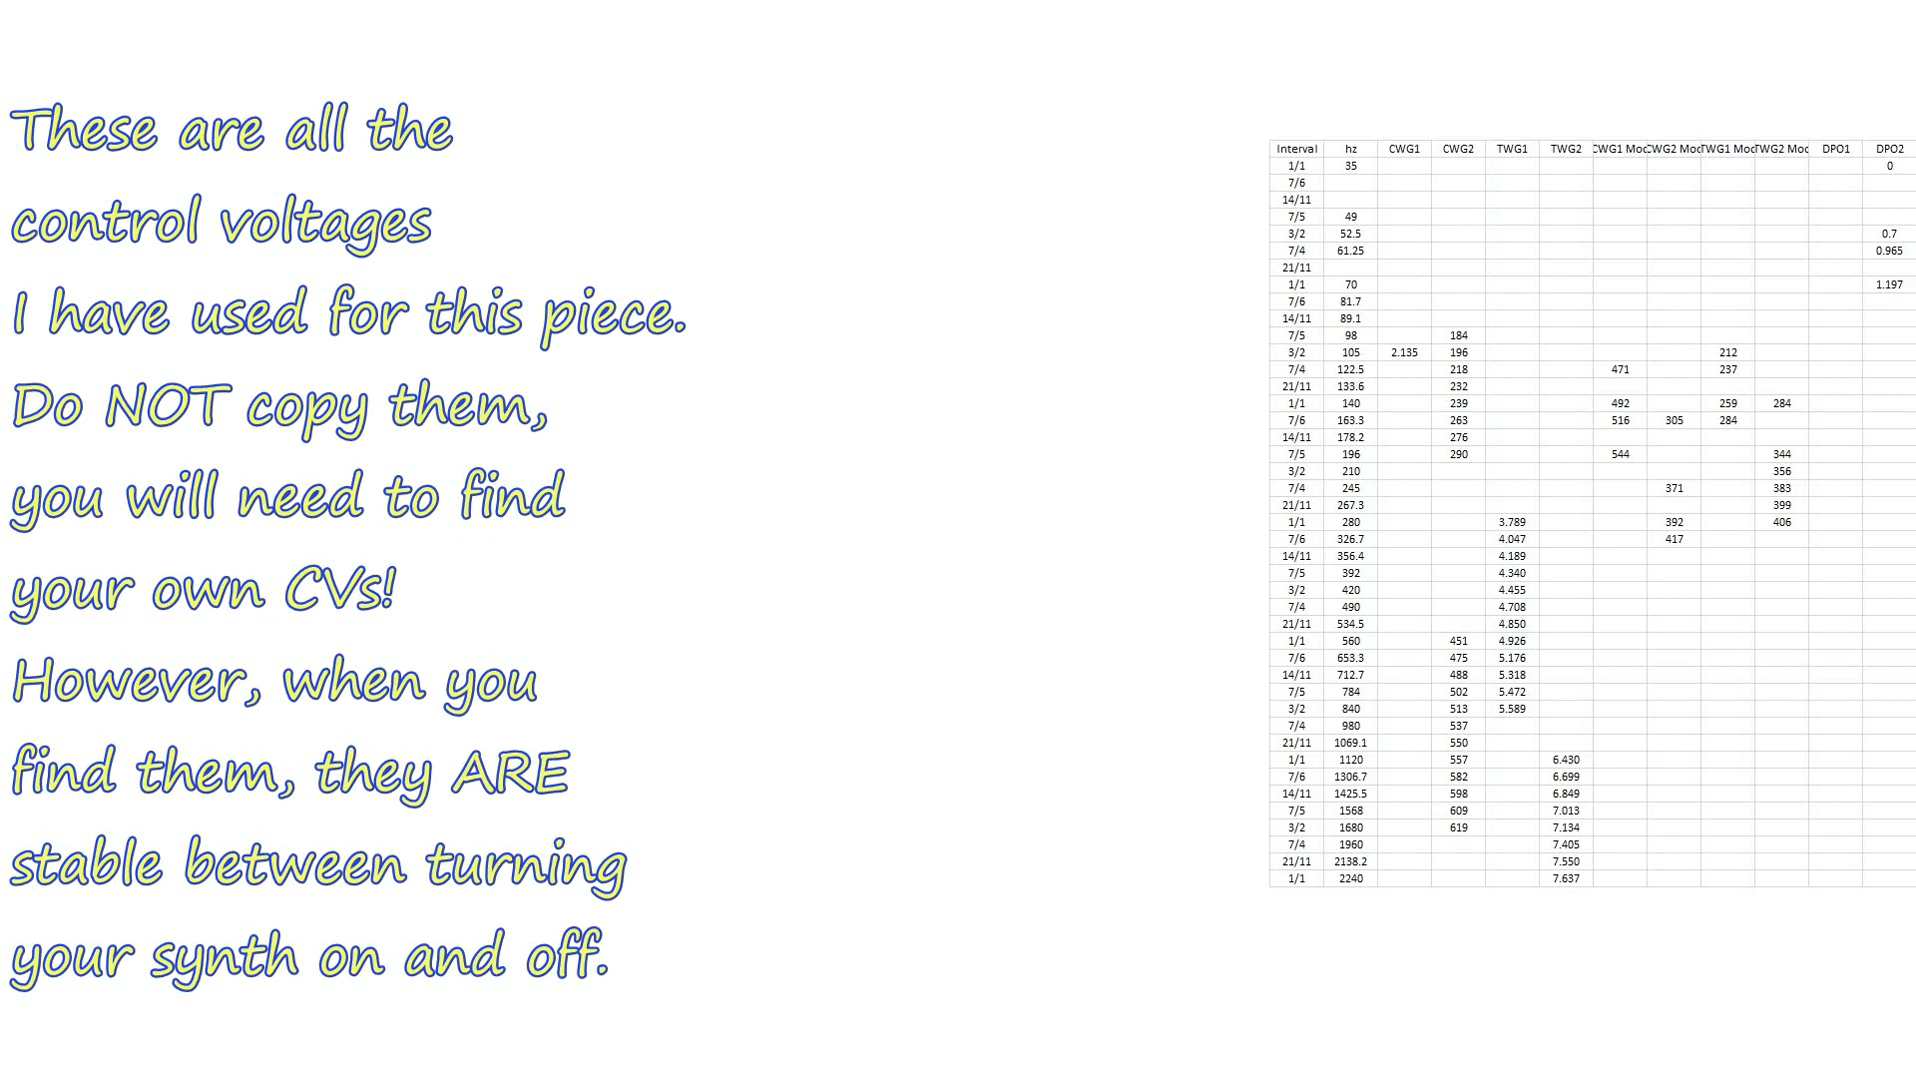 These are all the
control voltages
I have used for this piece.
Do NOT copy them,
you will need to find
your own CVs!
However, when you
find them, they ARE
stable between turning
your synth on and off.
Interval hz CWG1 CWG2 TWG1 TWG2 CWG1 Moc CWG2 Moc TWG1 Moc TWG2 Moc DPO1 DPO2
1/1 35 0
7/6
14/11
7/5 49
3/2 52.5 0.7
7/4 61.25 0.965
21/11
1/1 70 1.197
7/6 81.7
14/11 89.1
7/5 98 184
3/2 105 2.135 196 212
7/4 122.5 218 471 237
21/11 133.6 232
1/1 140 239 492 259 284
7/6 163.3 263 516 305 284
14/11 178.2 276
7/5 196 290 544 344
3/2 210 356
7/4 245 371 383
21/11 267.3 399
1/1 280 3.789 392 406
7/6 326.7 4.047 417
14/11 356.4 4.189
7/5 392 4.340
3/2 420 4.455
7/4 490 4.708
21/11 534.5 4.850
1/1 560 451 4.926
7/6 653.3 475 5.176
14/11 712.7 488 5.318
7/5 784 502 5.472
3/2 840 513 5.589
7/4 980 537
21/11 1069.1 550
1/1 1120 557 6.430
7/6 1306.7 582 6.699
14/11 1425.5 598 6.849
7/5 1568 609 7.013
3/2 1680 619 7.134
7/4 1960 7.405
21/11 2138.2 7.550
1/1 2240 7.637